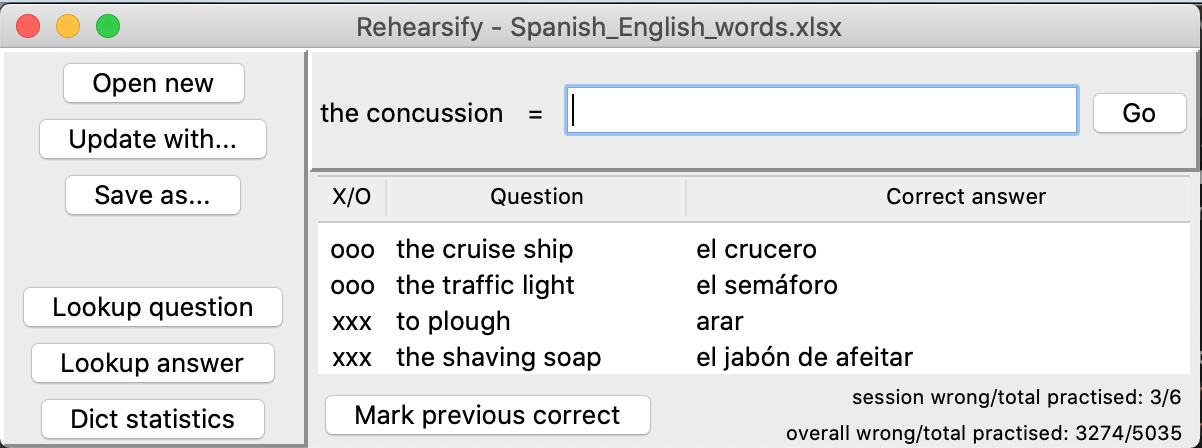 Rehearsify - Spanish_English_words.xlsx
Open new
Update with...
Save as...
Lookup question
Lookup answer
Dict statistics
the concussion = Go
X/O Question Correct answer
ooo the cruise ship el crucero
ooo the traffic light el semáforo
xxx to plough arar
xxx the shaving soap el jabón de afeitar
Mark previous correct
session wrong/total practised: 3/6
overall wrong/total practised: 3274/5035